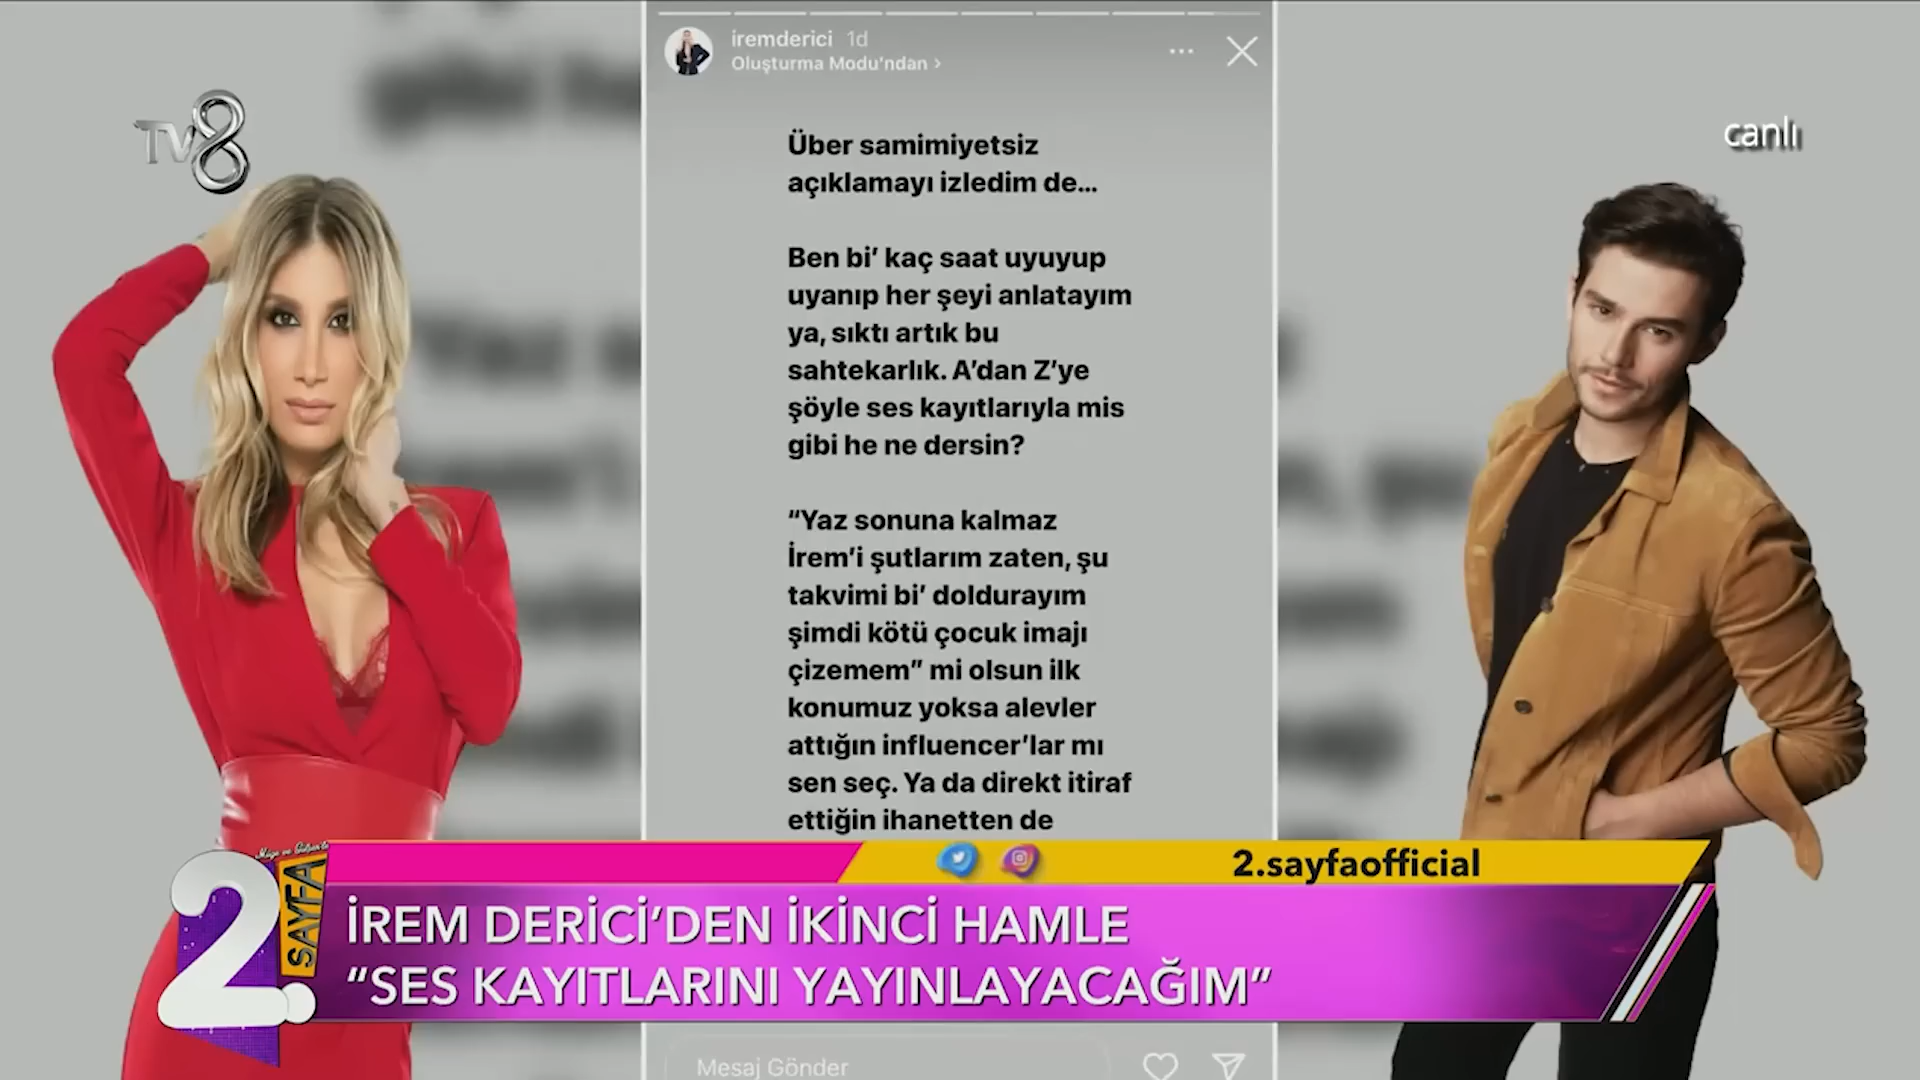 iremderici 1d
Oluşturma Modu'ndan >
TV8
canlı
Über samimiyetsiz
açıklamayı izledim de...
Ben bi' kaç saat uyuyup
uyanıp her şeyi anlatayım
ya, sıktı artık bu
sahtekarlık. A'dan Z'ye
şöyle ses kayıtlarıyla mis
gibi he ne dersin?
“Yaz sonuna kalmaz
İrem'i şutlarım zaten, şu
takvimi bi' doldurayım
şimdi kötü çocuk imajı
çizemem” mi olsun ilk
konumuz yoksa alevler
attığın influencer'lar mı
sen seç. Ya da direkt itiraf
ettiğin ihanetten de
2.sayfaofficial
Müge ve Gülşen'le
2. SAYFA
İREM DERİCİ'DEN İKİNCİ HAMLE
“SES KAYITLARINI YAYINLAYACAĞIM”
Mesaj Gönder